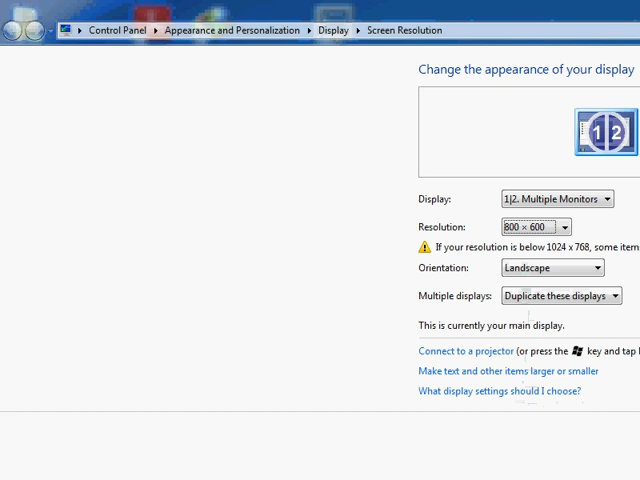 Control Panel Appearance and Personalization Display Screen Resolution
Change the appearance of your display
1 2
Display: 1|2. Multiple Monitors
Resolution: 800 × 600
If your resolution is below 1024 x 768, some item
Orientation: Landscape
Multiple displays: Duplicate these displays
This is currently your main display.
Connect to a projector (or press the key and tap
Make text and other items larger or smaller
What display settings should I choose?